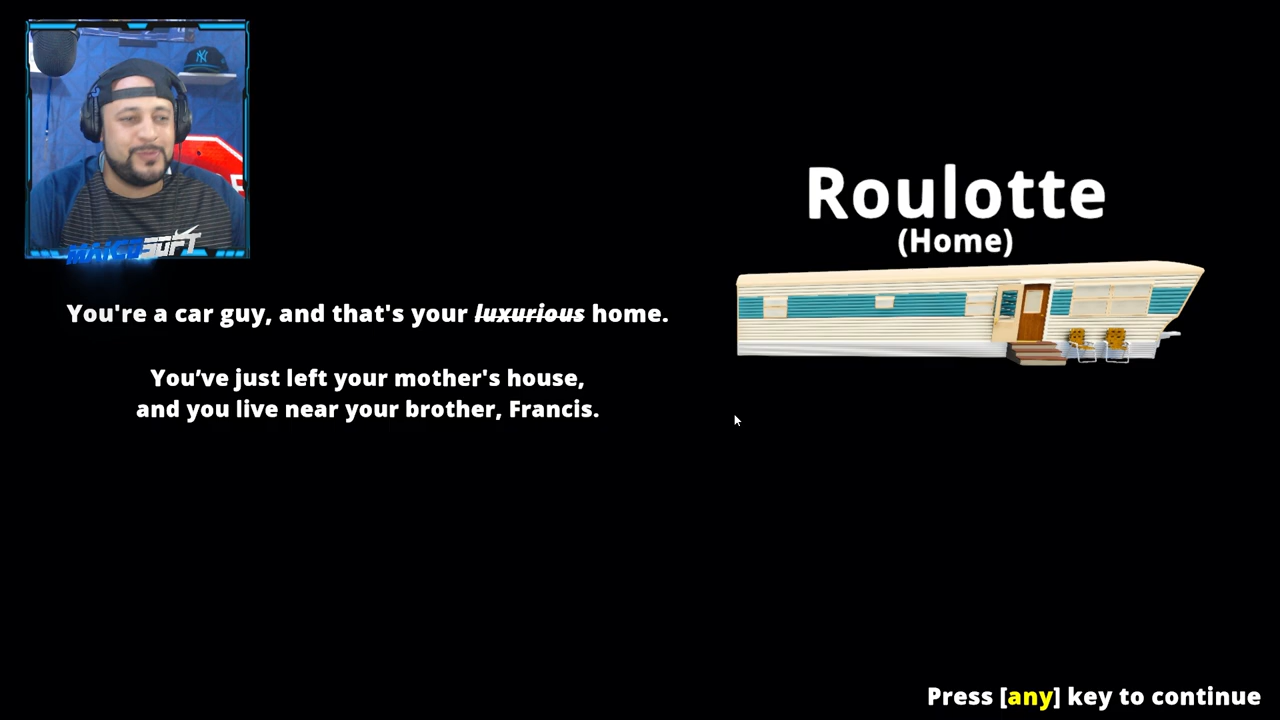 MAICOSOFT
Roulotte
(Home)
You're a car guy, and that's your luxurious home.
You’ve just left your mother's house,
and you live near your brother, Francis.
Press [any] key to continue